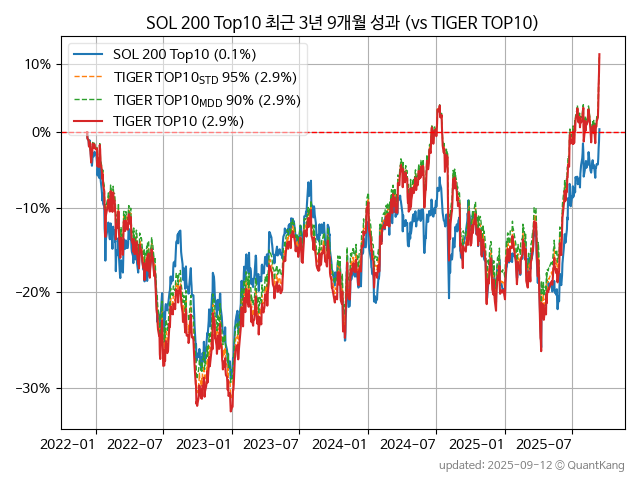 SOL 200 Top10 최근 3년 9개월 성과 (vs TIGER TOP10)
SOL 200 Top10 (0.1%)
TIGER TOP10STD 95% (2.9%)
TIGER TOP10MDD 90% (2.9%)
TIGER TOP10 (2.9%)
10%
0%
−10%
−20%
−30%
2022−01 2022−07 2023−01 2023−07 2024−01 2024−07 2025−01 2025−07
updated: 2025-09-12 © QuantKang